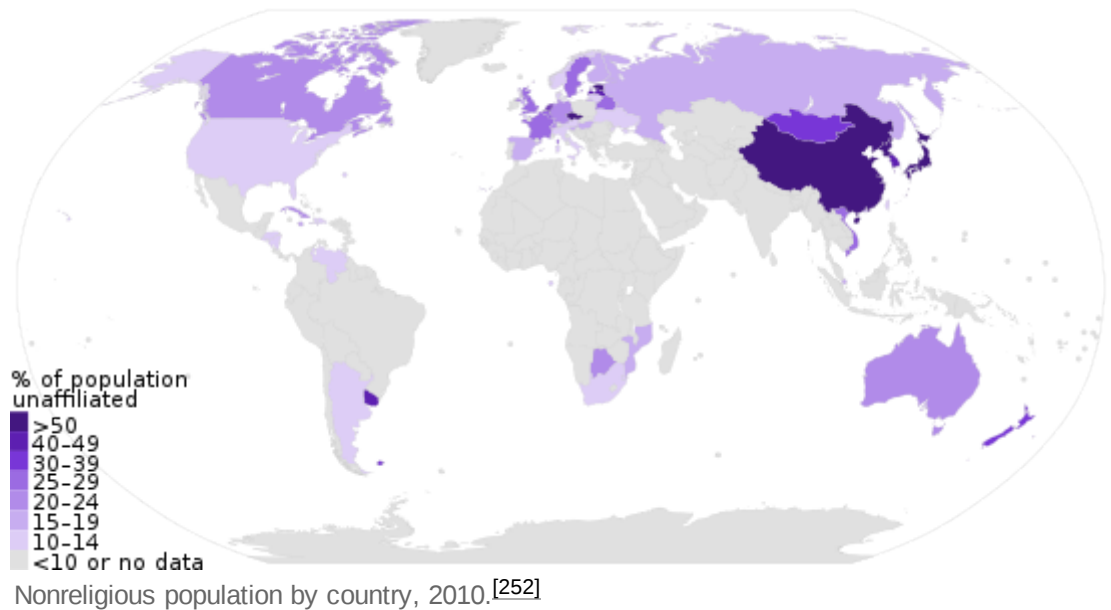 % of population
unaffiliated
>50
40–49
30–39
25–29
20–24
15–19
10–14
<10 or no data
Nonreligious population by country, 2010.[252]